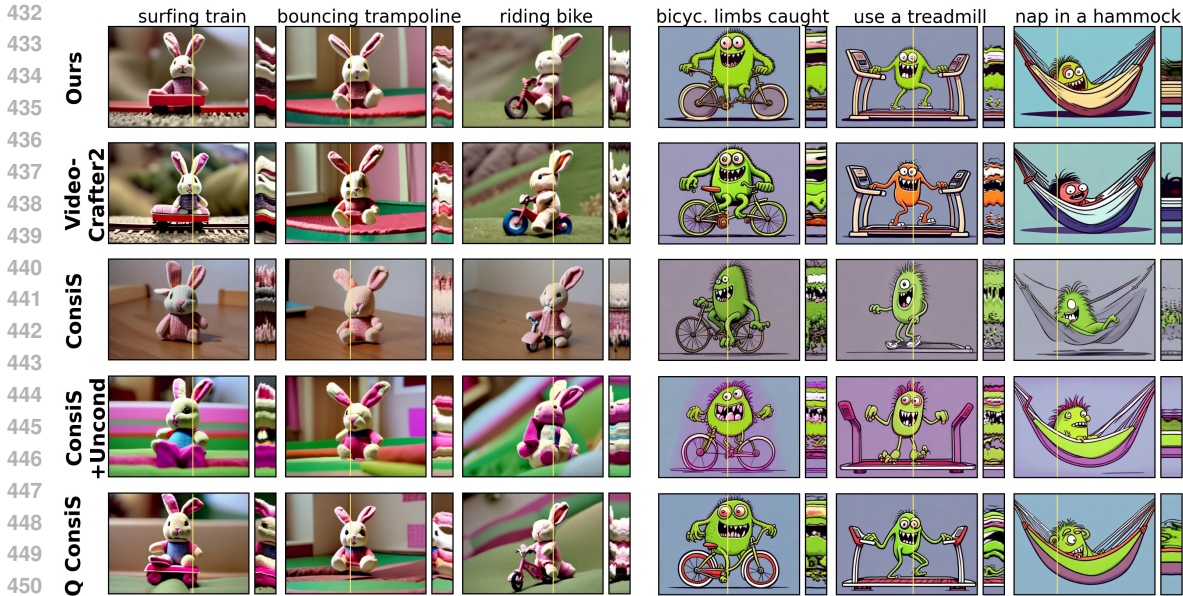 432
433
434
435
436
437
438
439
440
441
442
443
444
445
446
447
448
449
450
surfing train
bouncing trampoline
riding bike
bicyc. limbs caught
use a treadmill
nap in a hammock
Ours
Video-
Crafter2
ConsiS
ConsiS
+Uncond
Q ConsiS